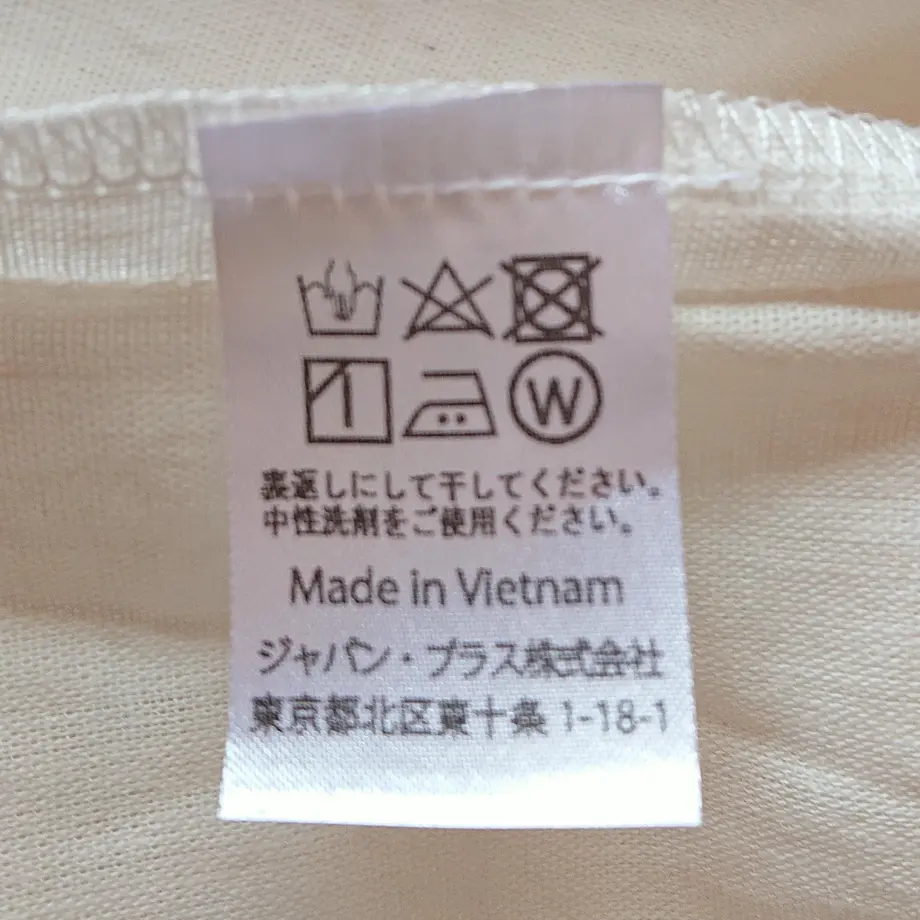 W
裏返しにして干してください。
中性洗剤をご使用ください。
Made in Vietnam
ジャパン・プラス株式会社
東京都北区東十条 1-18-1